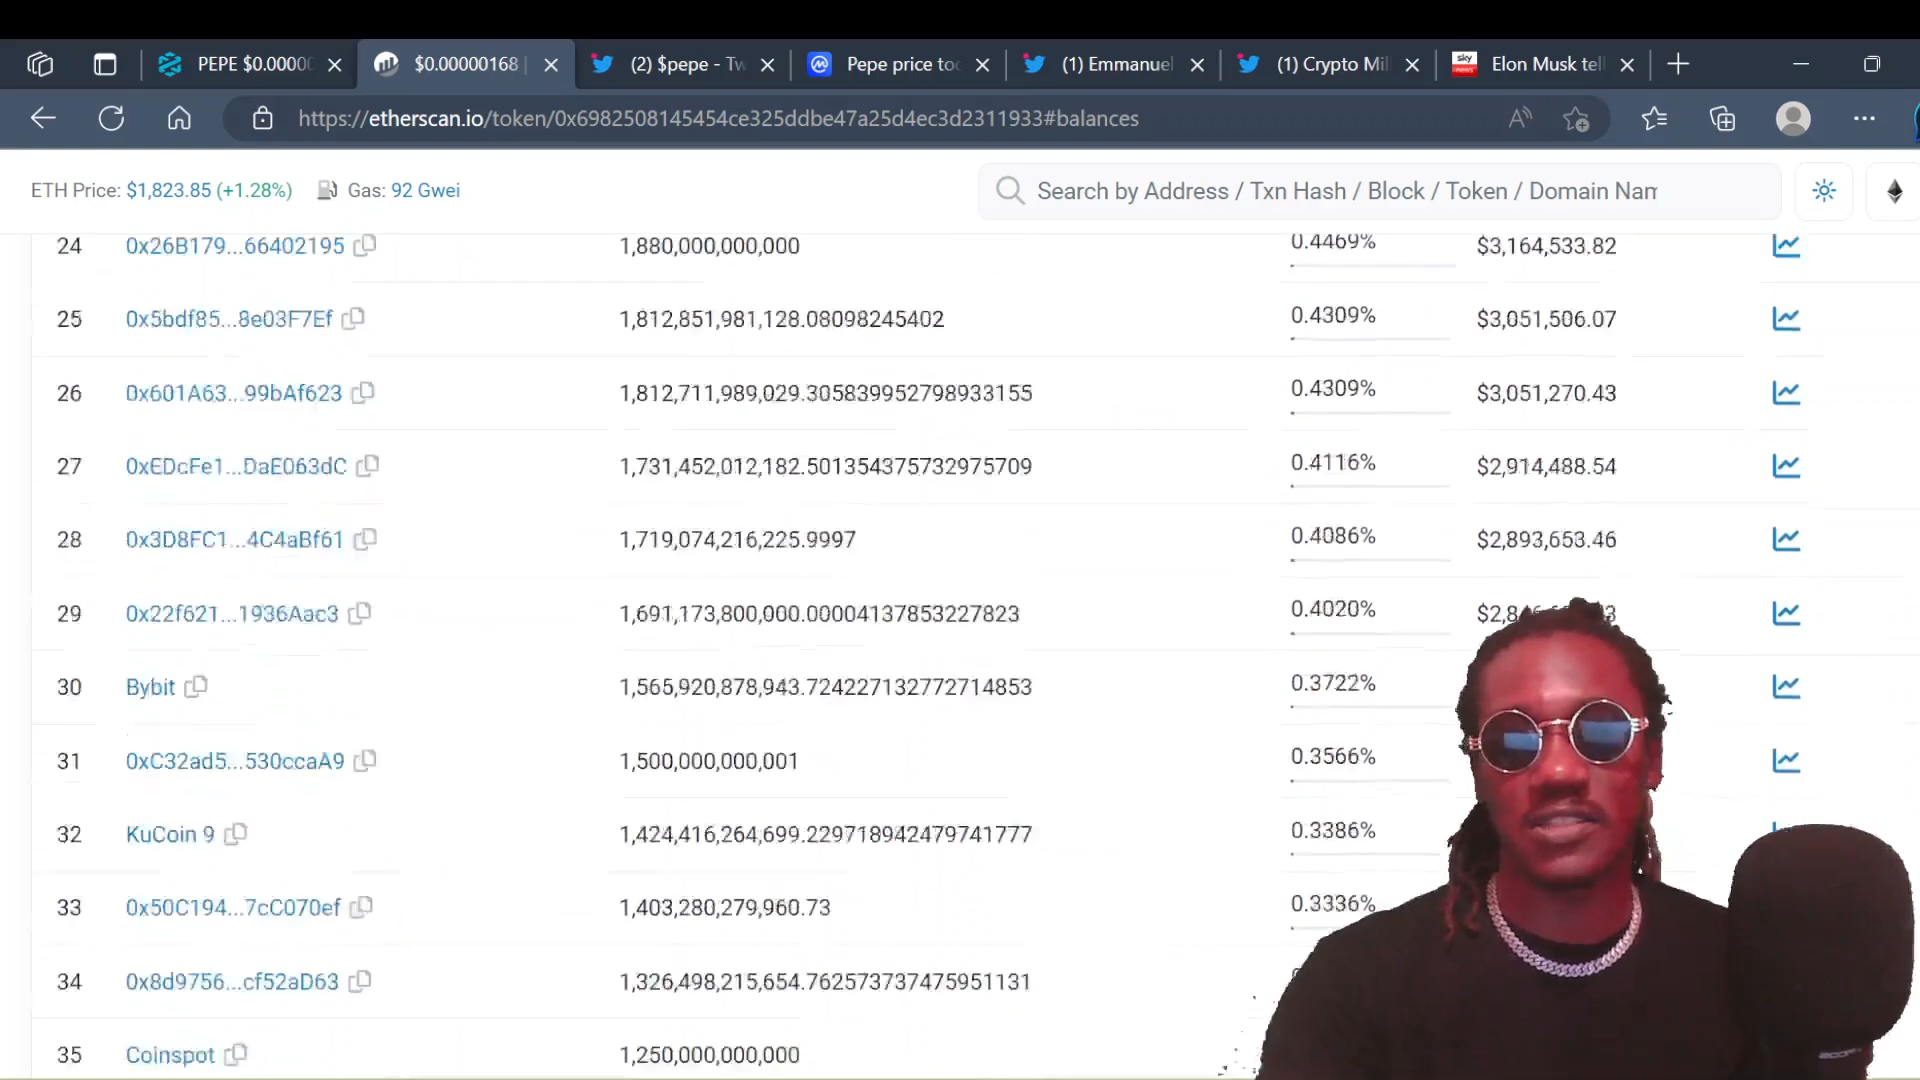 PEPE $0.0000
$0.00000168
(2) $pepe - Tw
Pepe price too
(1) Emmanuel
(1) Crypto Mil
sky news
Elon Musk tell
https://etherscan.io/token/0x6982508145454ce325ddbe47a25d4ec3d2311933#balances
ETH Price: $1,823.85 (+1.28%) Gas: 92 Gwei
Search by Address / Txn Hash / Block / Token / Domain Nam
24 0x26B179...66402195 1,880,000,000,000 0.4469% $3,164,533.82
25 0x5bdf85...8e03F7Ef 1,812,851,981,128.08098245402 0.4309% $3,051,506.07
26 0x601A63...99bAf623 1,812,711,989,029.305839952798933155 0.4309% $3,051,270.43
27 0xEDcFe1...DaE063dC 1,731,452,012,182.501354375732975709 0.4116% $2,914,488.54
28 0x3D8FC1...4C4aBf61 1,719,074,216,225.9997 0.4086% $2,893,653.46
29 0x22f621...1936Aac3 1,691,173,800,000.00004137853227823 0.4020%
30 Bybit 1,565,920,878,943.724227132772714853 0.3722%
31 0xC32ad5...530ccaA9 1,500,000,000,001 0.3566%
32 KuCoin 9 1,424,416,264,699.229718942479741777 0.3386%
33 0x50C194...7cC070ef 1,403,280,279,960.73 0.3336%
34 0x8d9756...cf52aD63 1,326,498,215,654.762573737475951131
35 Coinspot 1,250,000,000,000